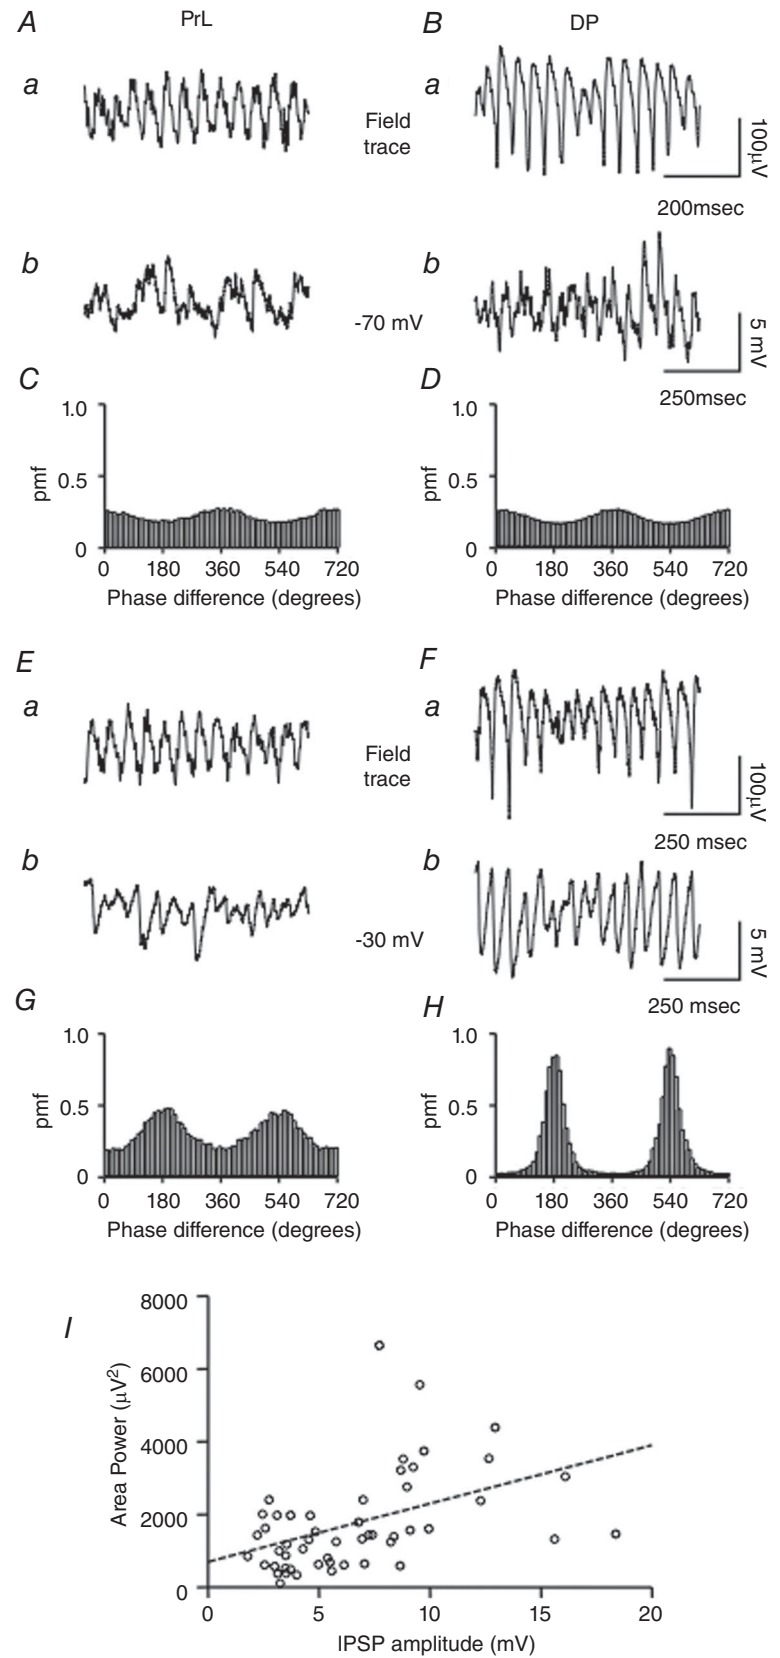 A PrL B DP
a Field trace a
100µV
200msec
b -70 mV b
5 mV
250msec
C D
1.0 1.0
pmf 0.5 pmf 0.5
0 0
0 180 360 540 720 0 180 360 540 720
Phase difference (degrees) Phase difference (degrees)
E F
a Field trace a
100µV
250 msec
b -30 mV b
5 mV
250 msec
G H
1.0 1.0
pmf 0.5 pmf 0.5
0 0
0 180 360 540 720 0 180 360 540 720
Phase difference (degrees) Phase difference (degrees)
I
8000
6000
4000
2000
0
Area Power (µV²)
0 5 10 15 20
IPSP amplitude (mV)